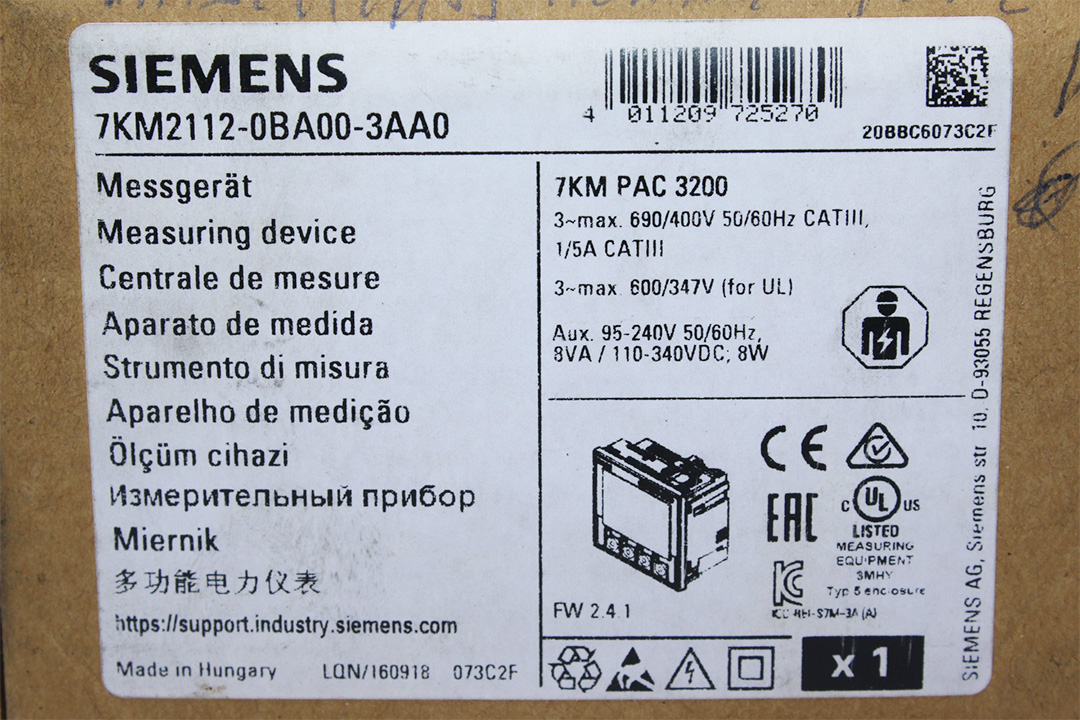 SIEMENS
7KM2112-0BA00-3AA0
4 011209 725270
20BBC6073C2F
Messgerät
Measuring device
Centrale de mesure
Aparato de medida
Strumento di misura
Aparelho de medição
Ölçüm cihazi
Измерительный прибор
Miernik
多功能电力仪表
https://support.industry.siemens.com
Made in Hungary LQN/160918 073C2F
7KM PAC 3200
3~max. 690/400V 50/60Hz CATIII,
1/5A CATIII
3~max. 600/347V (for UL)
Aux. 95-240V 50/60Hz,
8VA / 110-340VDC; 8W
FW 2.4.1
CE
EAC
C UL US
LISTED
MEASURING
EQUIPMENT
3MHY
Typ 5 enclosure
KC
x 1
SIEMENS AG, Siemens str 10, D-93055 REGENSBURG